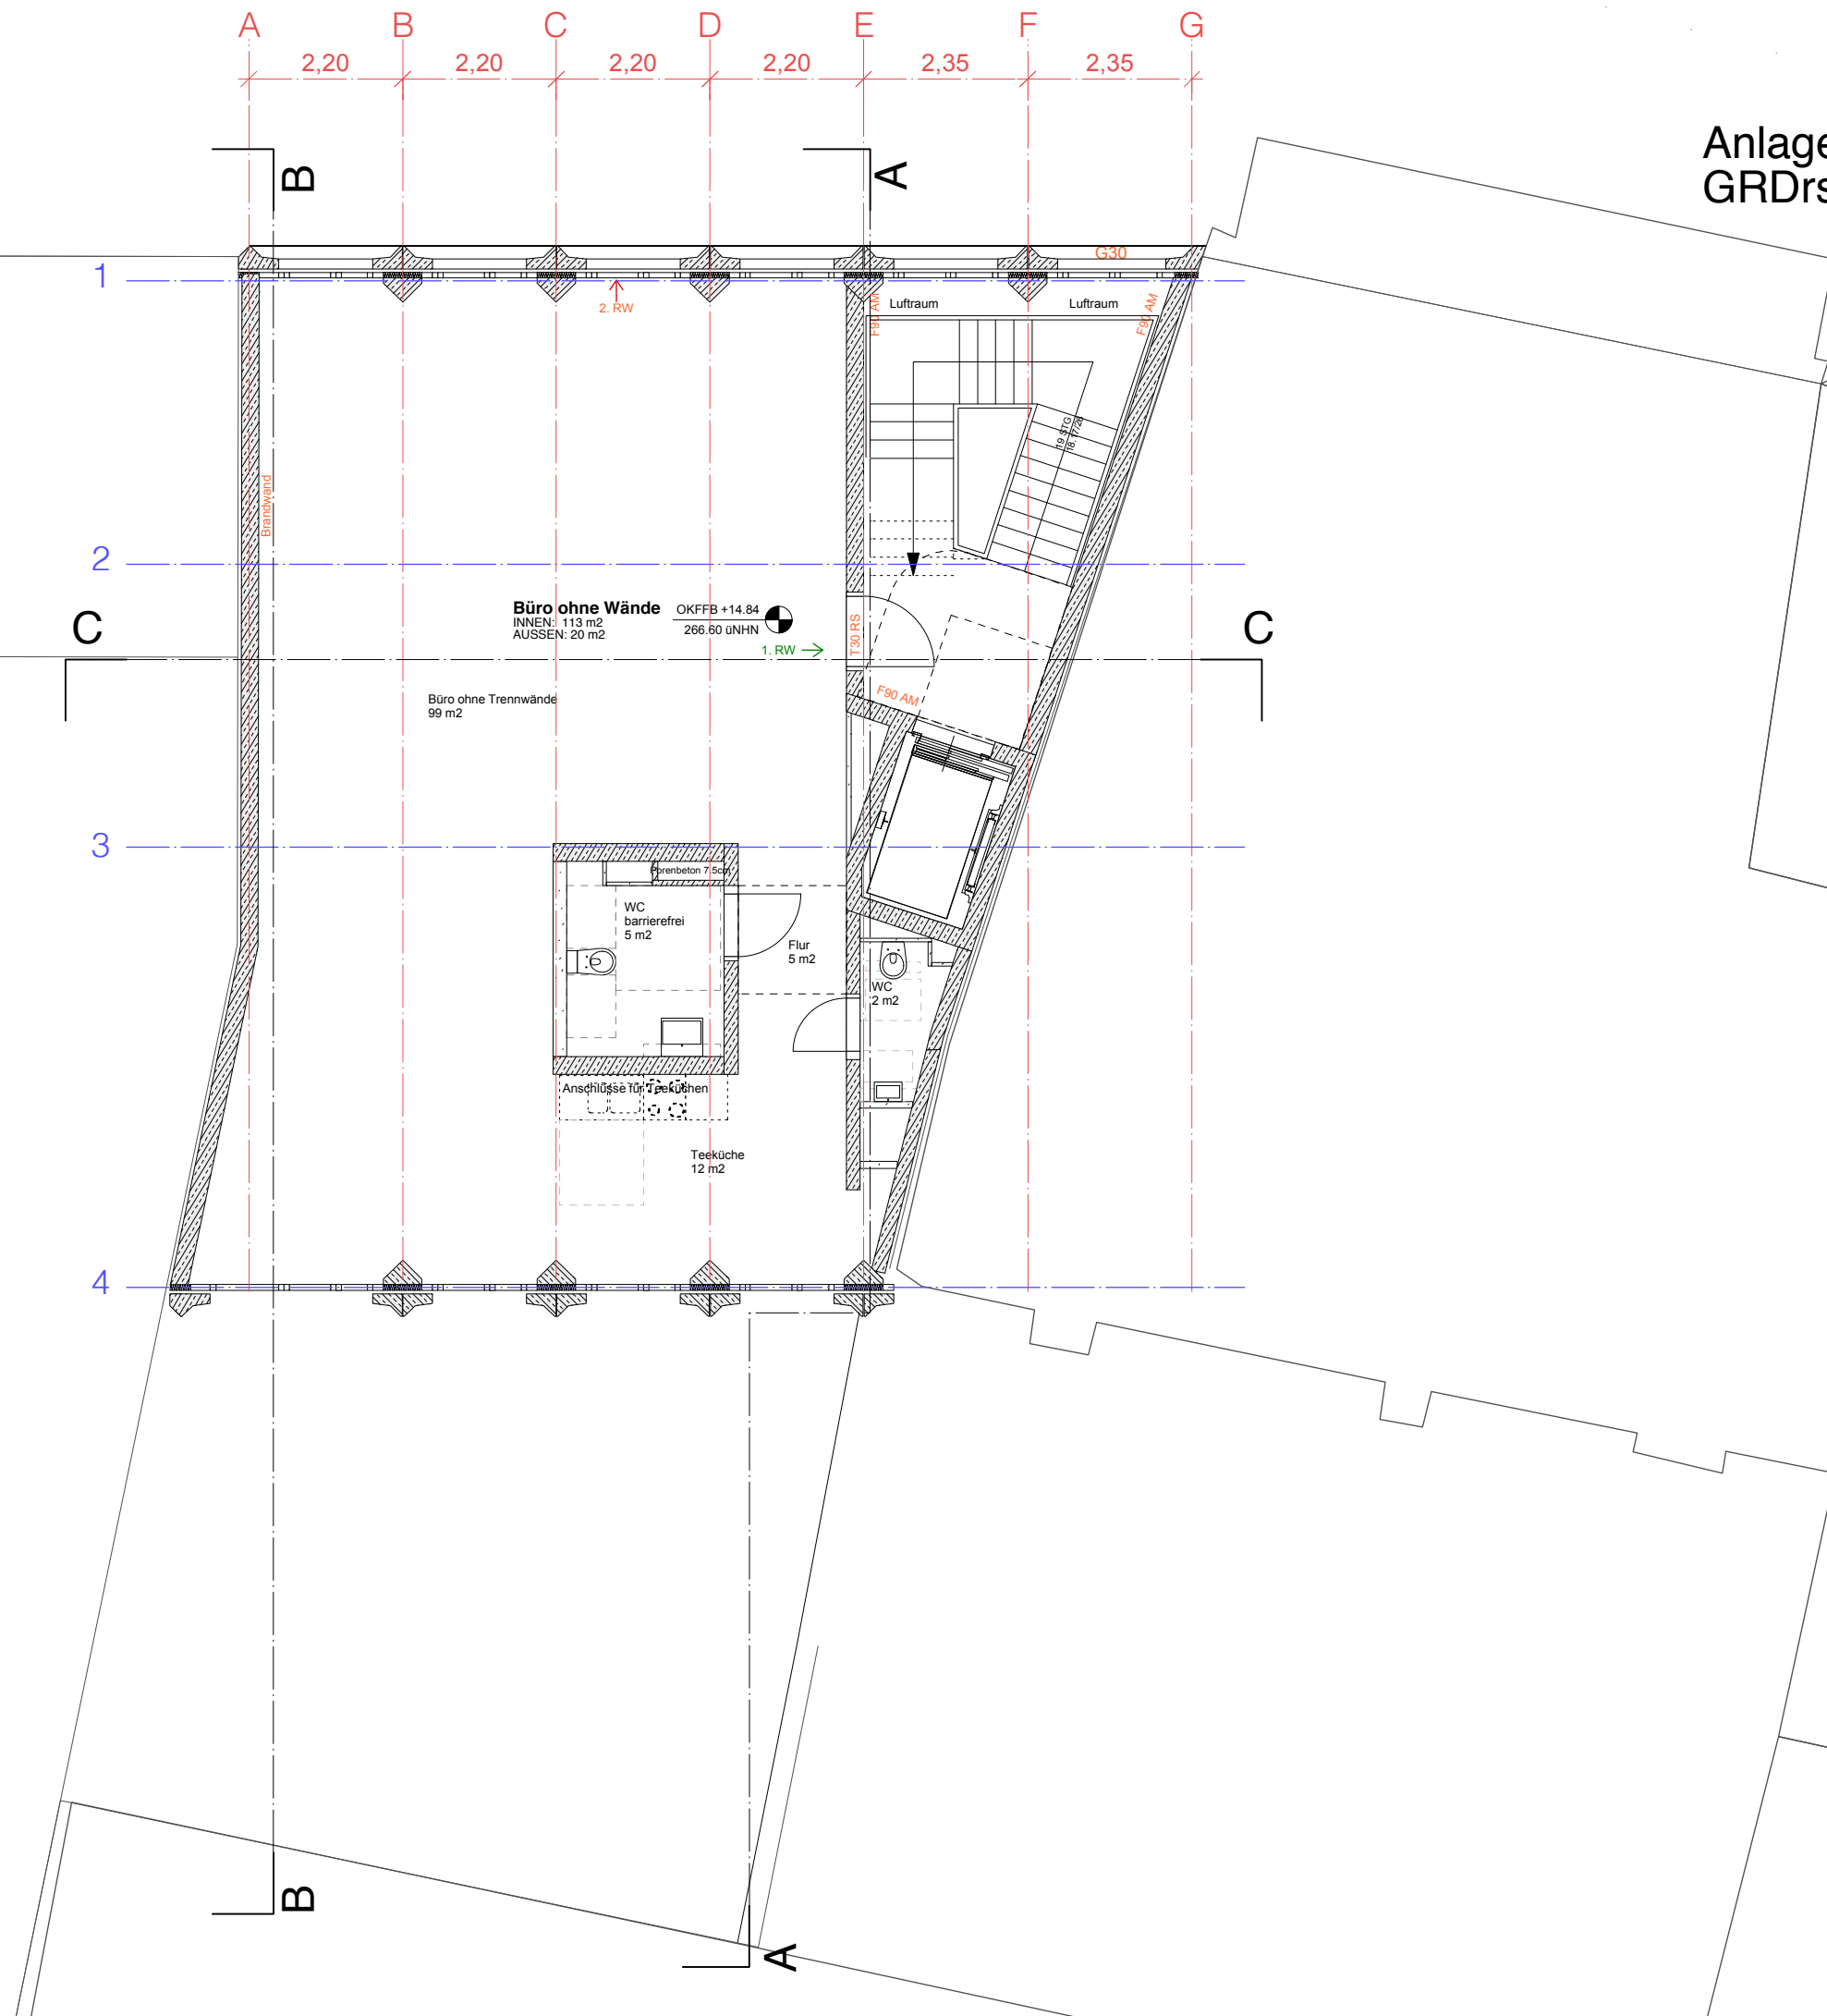 A B C D E F G
2,20 2,20 2,20 2,20 2,35 2,35
Anlage
GRDrs
B
A
G30
1
2. RW
F90 AM
Luftraum
Luftraum
F90 AM
19 STG
18.17/28
Brandwand
2
Büro ohne Wände
INNEN: 113 m2
AUSSEN: 20 m2
OKFFB +14.84
266.60 üNHN
1. RW
T30 RS
C
C
F90 AM
Büro ohne Trennwände
99 m2
3
Porenbeton 7.5cm
WC
barrierefrei
5 m2
Flur
5 m2
WC
2 m2
Anschlüsse für Teeküchen
Teeküche
12 m2
4
B
A